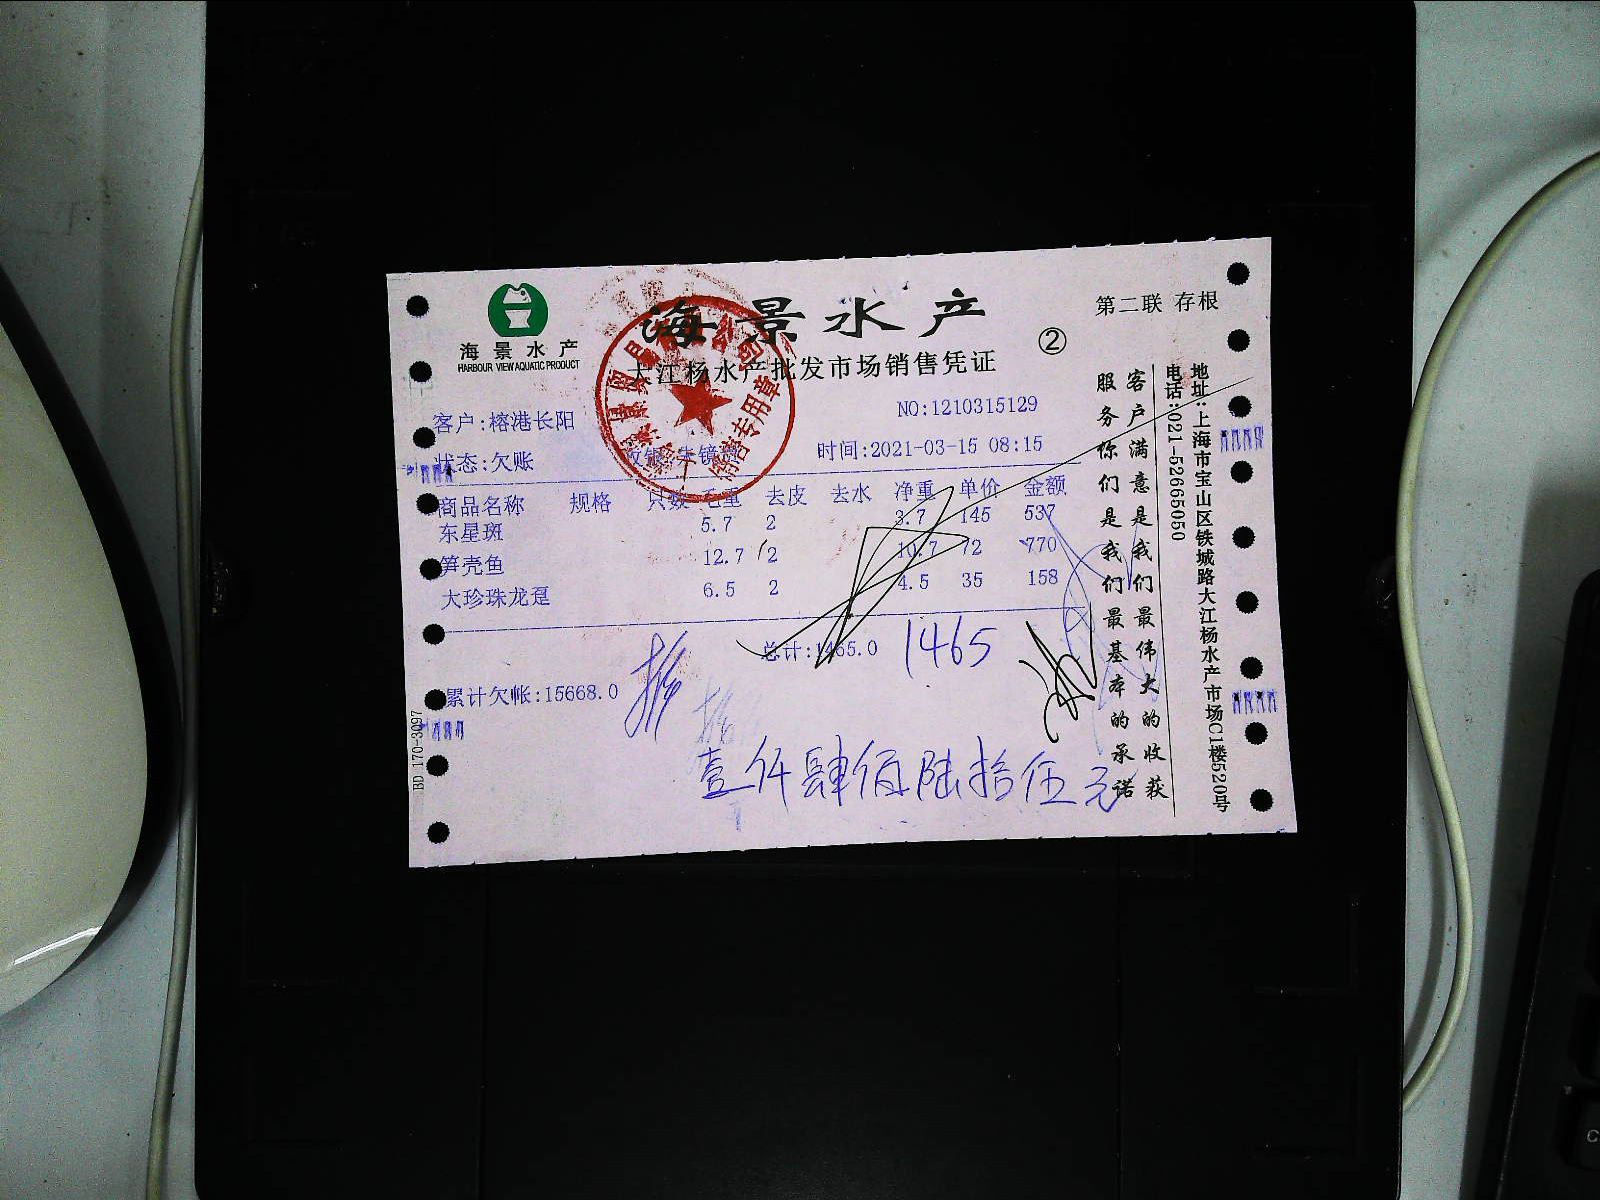 海景水产
第二联 存根
海景水产
HARBOUR VIEW AQUATIC PRODUCT
大江杨水产批发市场销售凭证
②
客户:榕港长阳
NO:1210315129
状态:欠账
时间:2021-03-15 08:15
商品名称 规格 只数 毛重 去皮 去水 净重 单价 金额
东星斑 5.7 2 3.7 145 537
笋壳鱼 12.7 2 10.7 72 770
大珍珠龙趸 6.5 2 4.5 35 158
总计:1465.0 1465
累计欠帐:15668.0
壹仟肆佰陆拾伍元
客户满意是我们最伟大的收获
服务你们是我们最基本的承诺
地址:上海市宝山区铁城路大江杨水产市场C1楼520号
电话:021-52665050
BD 170-3097
销售专用章